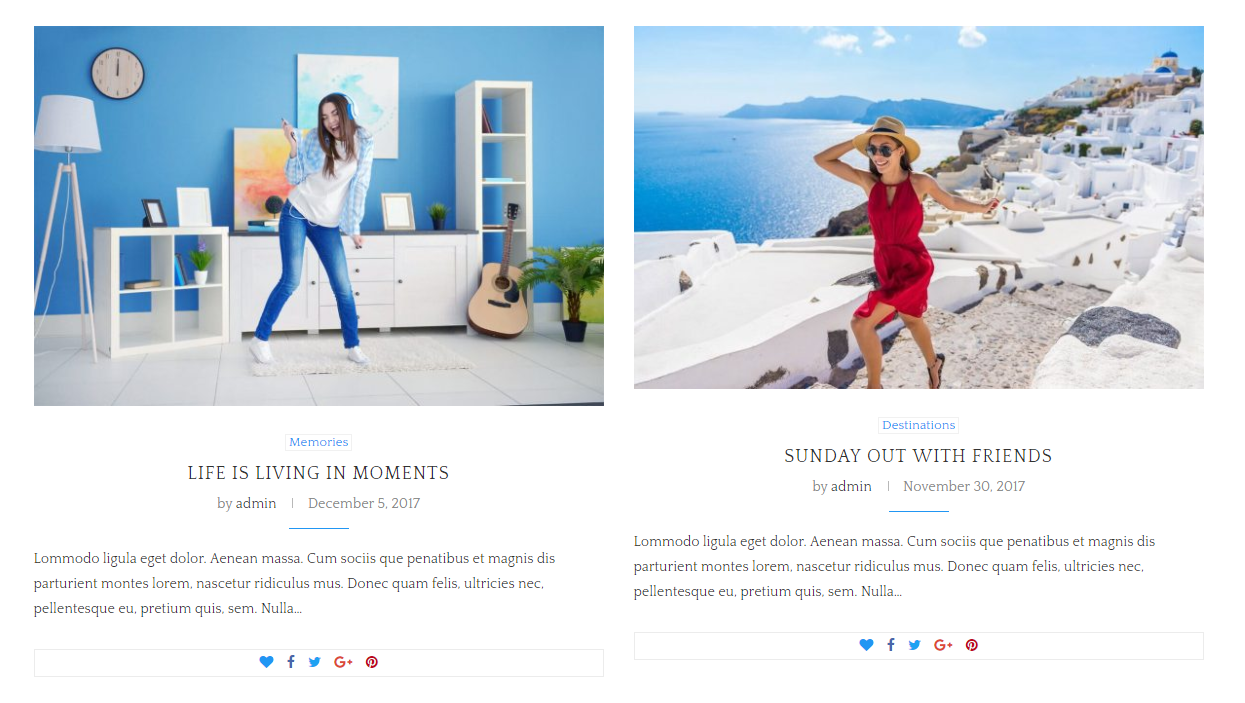 Memories
LIFE IS LIVING IN MOMENTS
by admin | December 5, 2017
Lommodo ligula eget dolor. Aenean massa. Cum sociis que penatibus et magnis dis
parturient montes lorem, nascetur ridiculus mus. Donec quam felis, ultricies nec,
pellentesque eu, pretium quis, sem. Nulla...
Destinations
SUNDAY OUT WITH FRIENDS
by admin | November 30, 2017
Lommodo ligula eget dolor. Aenean massa. Cum sociis que penatibus et magnis dis
parturient montes lorem, nascetur ridiculus mus. Donec quam felis, ultricies nec,
pellentesque eu, pretium quis, sem. Nulla...